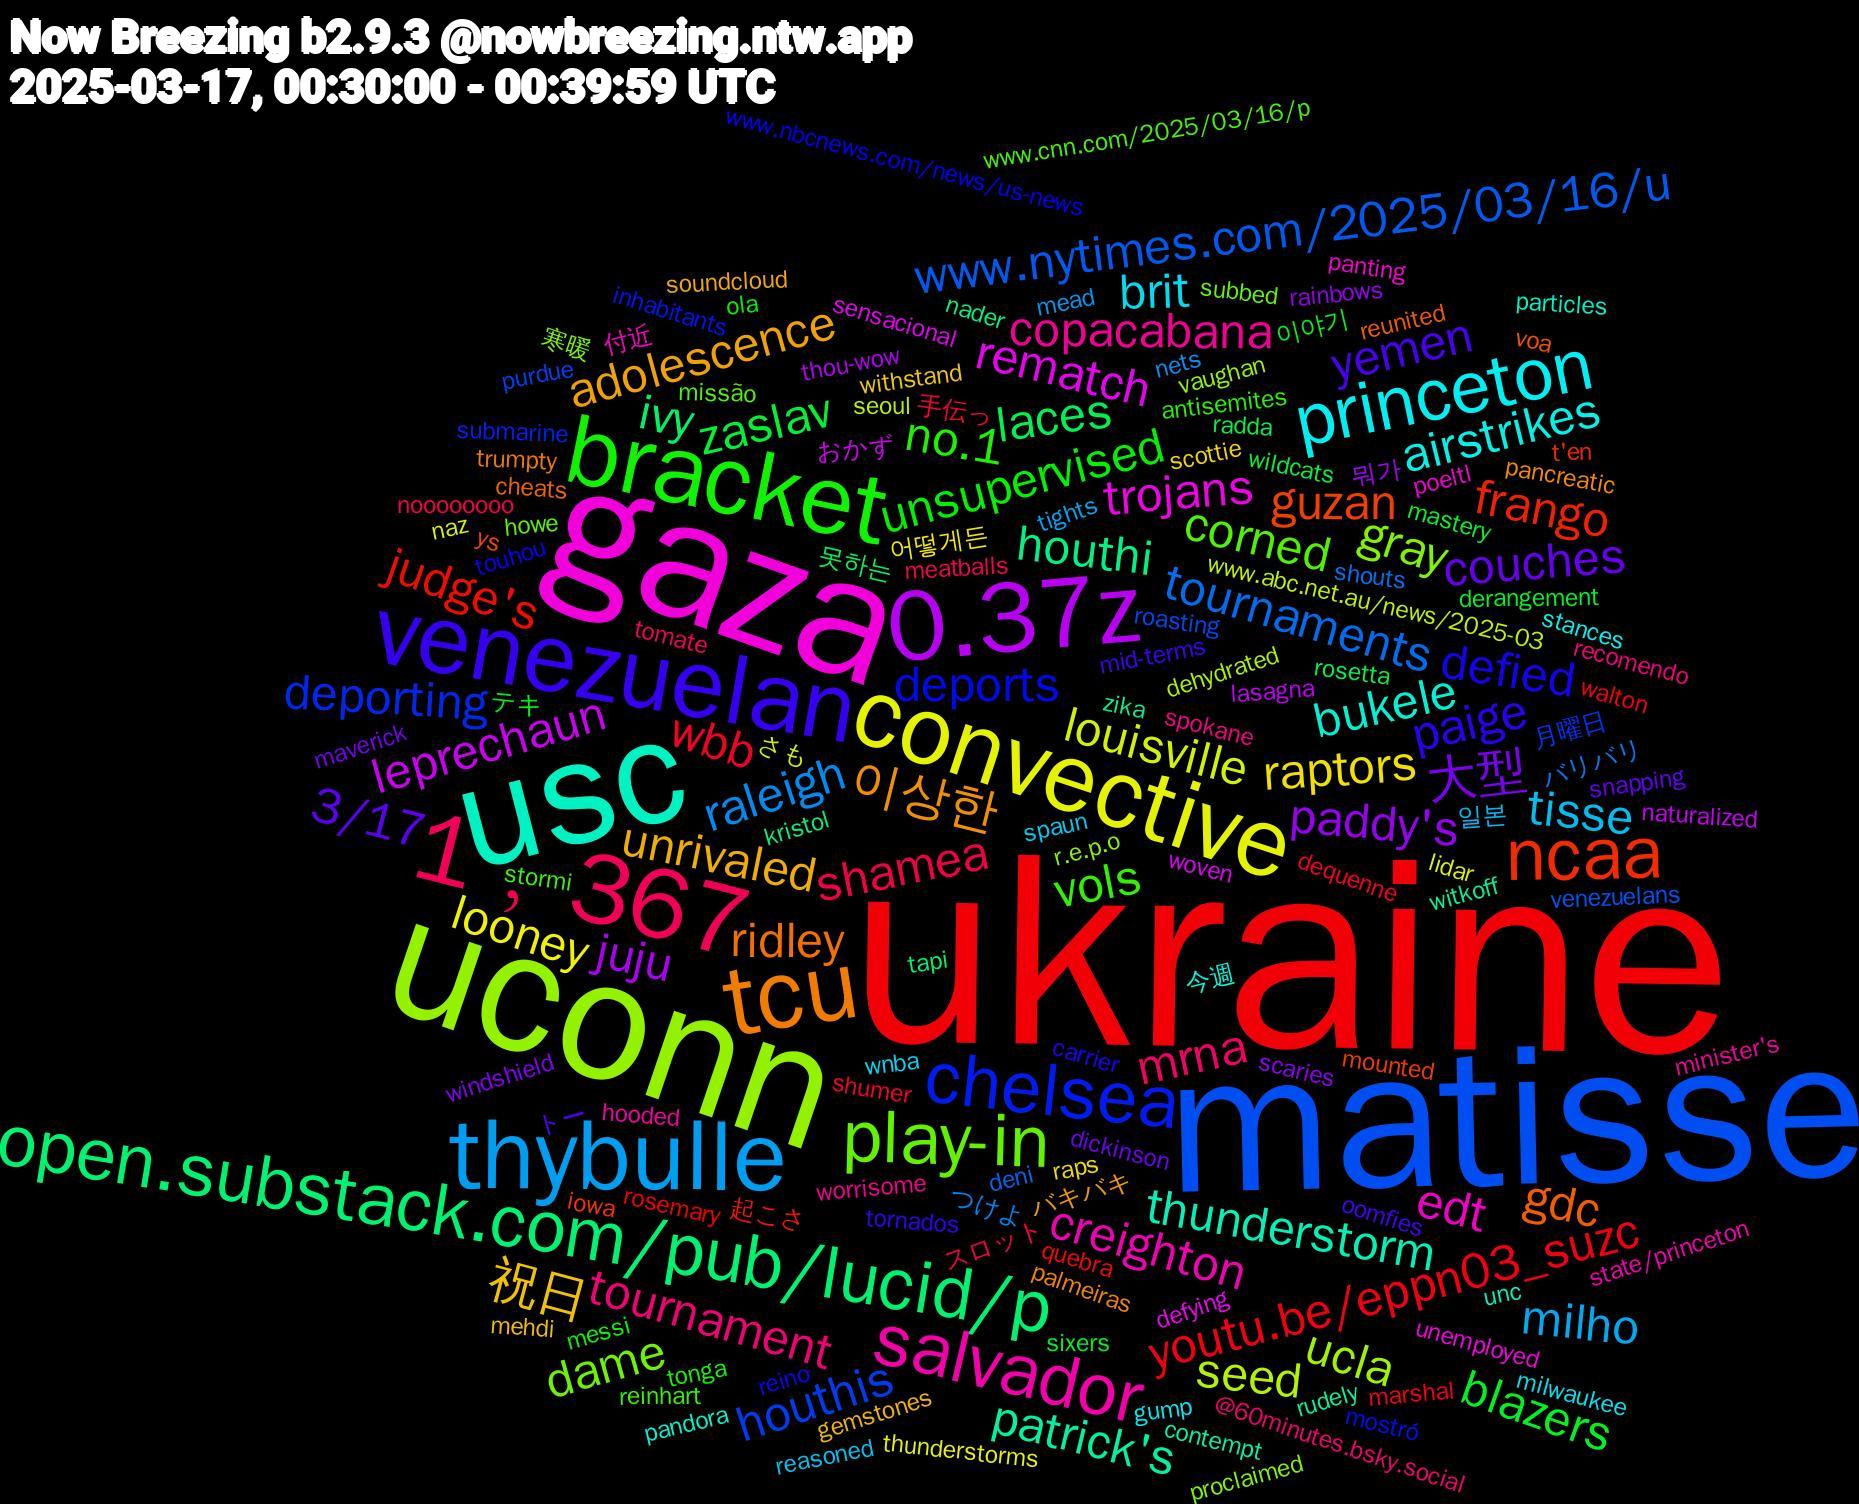 Now Breezing b2.9.3 @nowbreezing.ntw.app
2025-03-17, 00:30:00 - 00:39:59 UTC
www.nbcnews.com/news/us-news
www.cnn.com/2025/03/16/p
www.nytimes.com/2025/03/16/u
soundcloud
inhabitants
ola
sensacional
nader
mead
brit
subbed
rainbows
panting
particles
이야기
reunited
voa
寒暖
付近
adolescence
thou-wow
copacabana
nets
yemen
purdue
missão
withstand
rematch
vaughan
princeton
submarine
ivy
zaslav
seoul
no.1
laces
antisemites
airstrikes
手伝っ
おかず
radda
scottie
trumpty
cheats
bracket
unsupervised
wildcats
뭐가
poeltl
pancreatic
t'en
noooooooo
howe
tights
trojans
guzan
frango
naz
ys
touhou
gaza
어떻게든
못하는
houthi
corned
gray
mastery
judge's
meatballs
0.37z
www.abc.net.au/news/2025-03
shouts
couches
derangement
venezuelan
tomate
tournaments
roasting
stances
mid-terms
defied
recomendo
deporting
deports
dehydrated
rosetta
lasagna
walton
leprechaun
wbb
convective
louisville
zika
bukele
paige
spokane
月曜日
maverick
usc
raleigh
이상한
raptors
大型
バリバリ
snapping
さも
3/17
1，367
kristol
unrivaled
spaun
일본
tisse
paddy's
naturalized
shamea
r.e.p.o
woven
lidar
dequenne
stormi
vols
witkoff
venezuelans
looney
juju
ridley
ncaa
uconn
tcu
ukraine
tapi
今週
windshield
mrna
scaries
minister's
thybulle
play-in
chelsea
wnba
carrier
mounted
shumer
matisse
トー
hooded
dickinson
open.substack.com/pub/lucid/p
worrisome
deni
raps
バキバキ
iowa
rosemary
起こさ
つけよ
tornados
oomfies
edt
gdc
thunderstorm
creighton
スロット
quebra
youtu.be/eppn03_suzc
state/princeton
祝日
tournament
salvador
palmeiras
unc
defying
milho
mehdi
messi
dame
sixers
ucla
unemployed
tonga
reino
seed
reinhart
houthis
gemstones
gump
milwaukee
marshal
rudely
blazers
pandora
patrick's
mostró
reasoned
thunderstorms
contempt
@60minutes.bsky.social
proclaimed
テキ